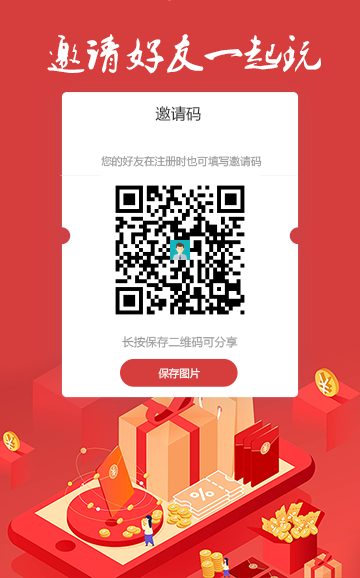 邀请好友一起玩
邀请码
您的好友在注册时也可填写邀请码
长按保存二维码可分享
保存图片